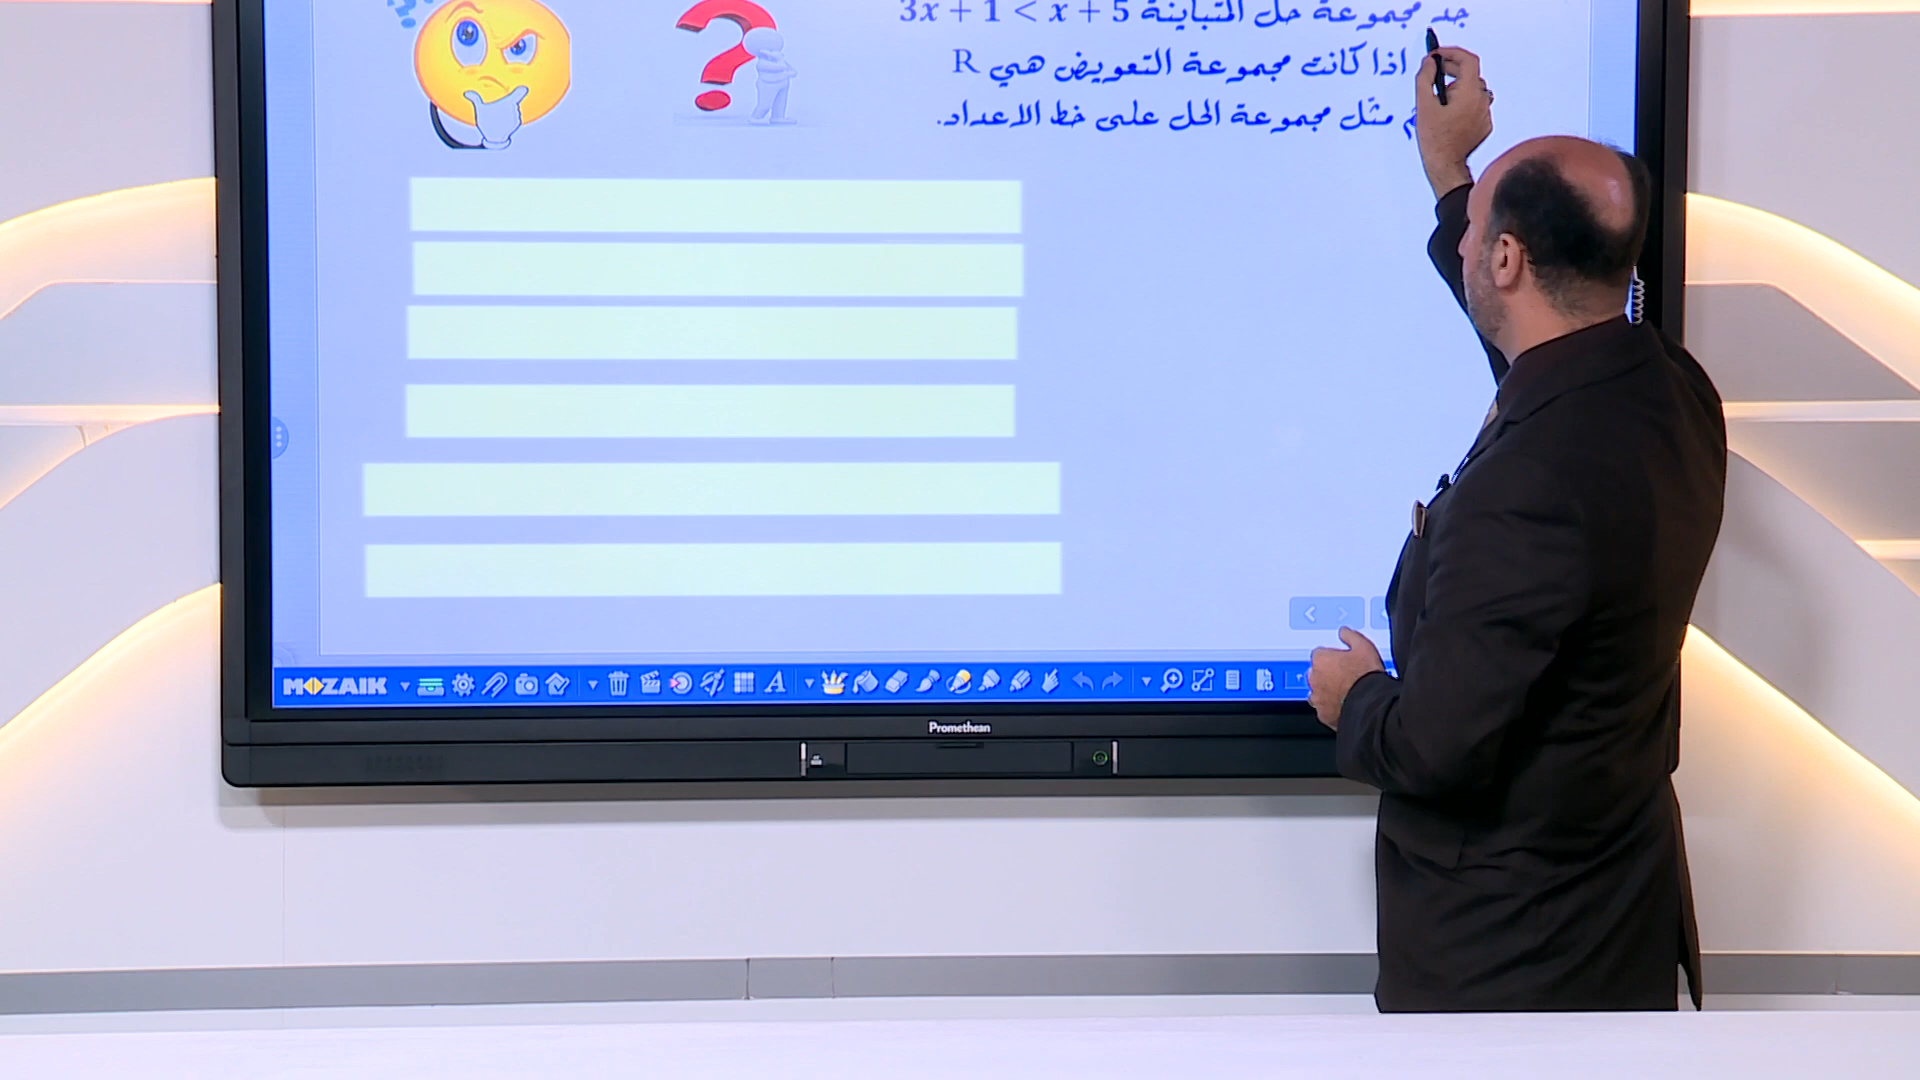 جد مجموعة حل المتباينة 3x + 1 < x + 5
اذا كانت مجموعة التعويض هي R
مثّل مجموعة الحل على خط الاعداد.
MOZAIK
Promethean